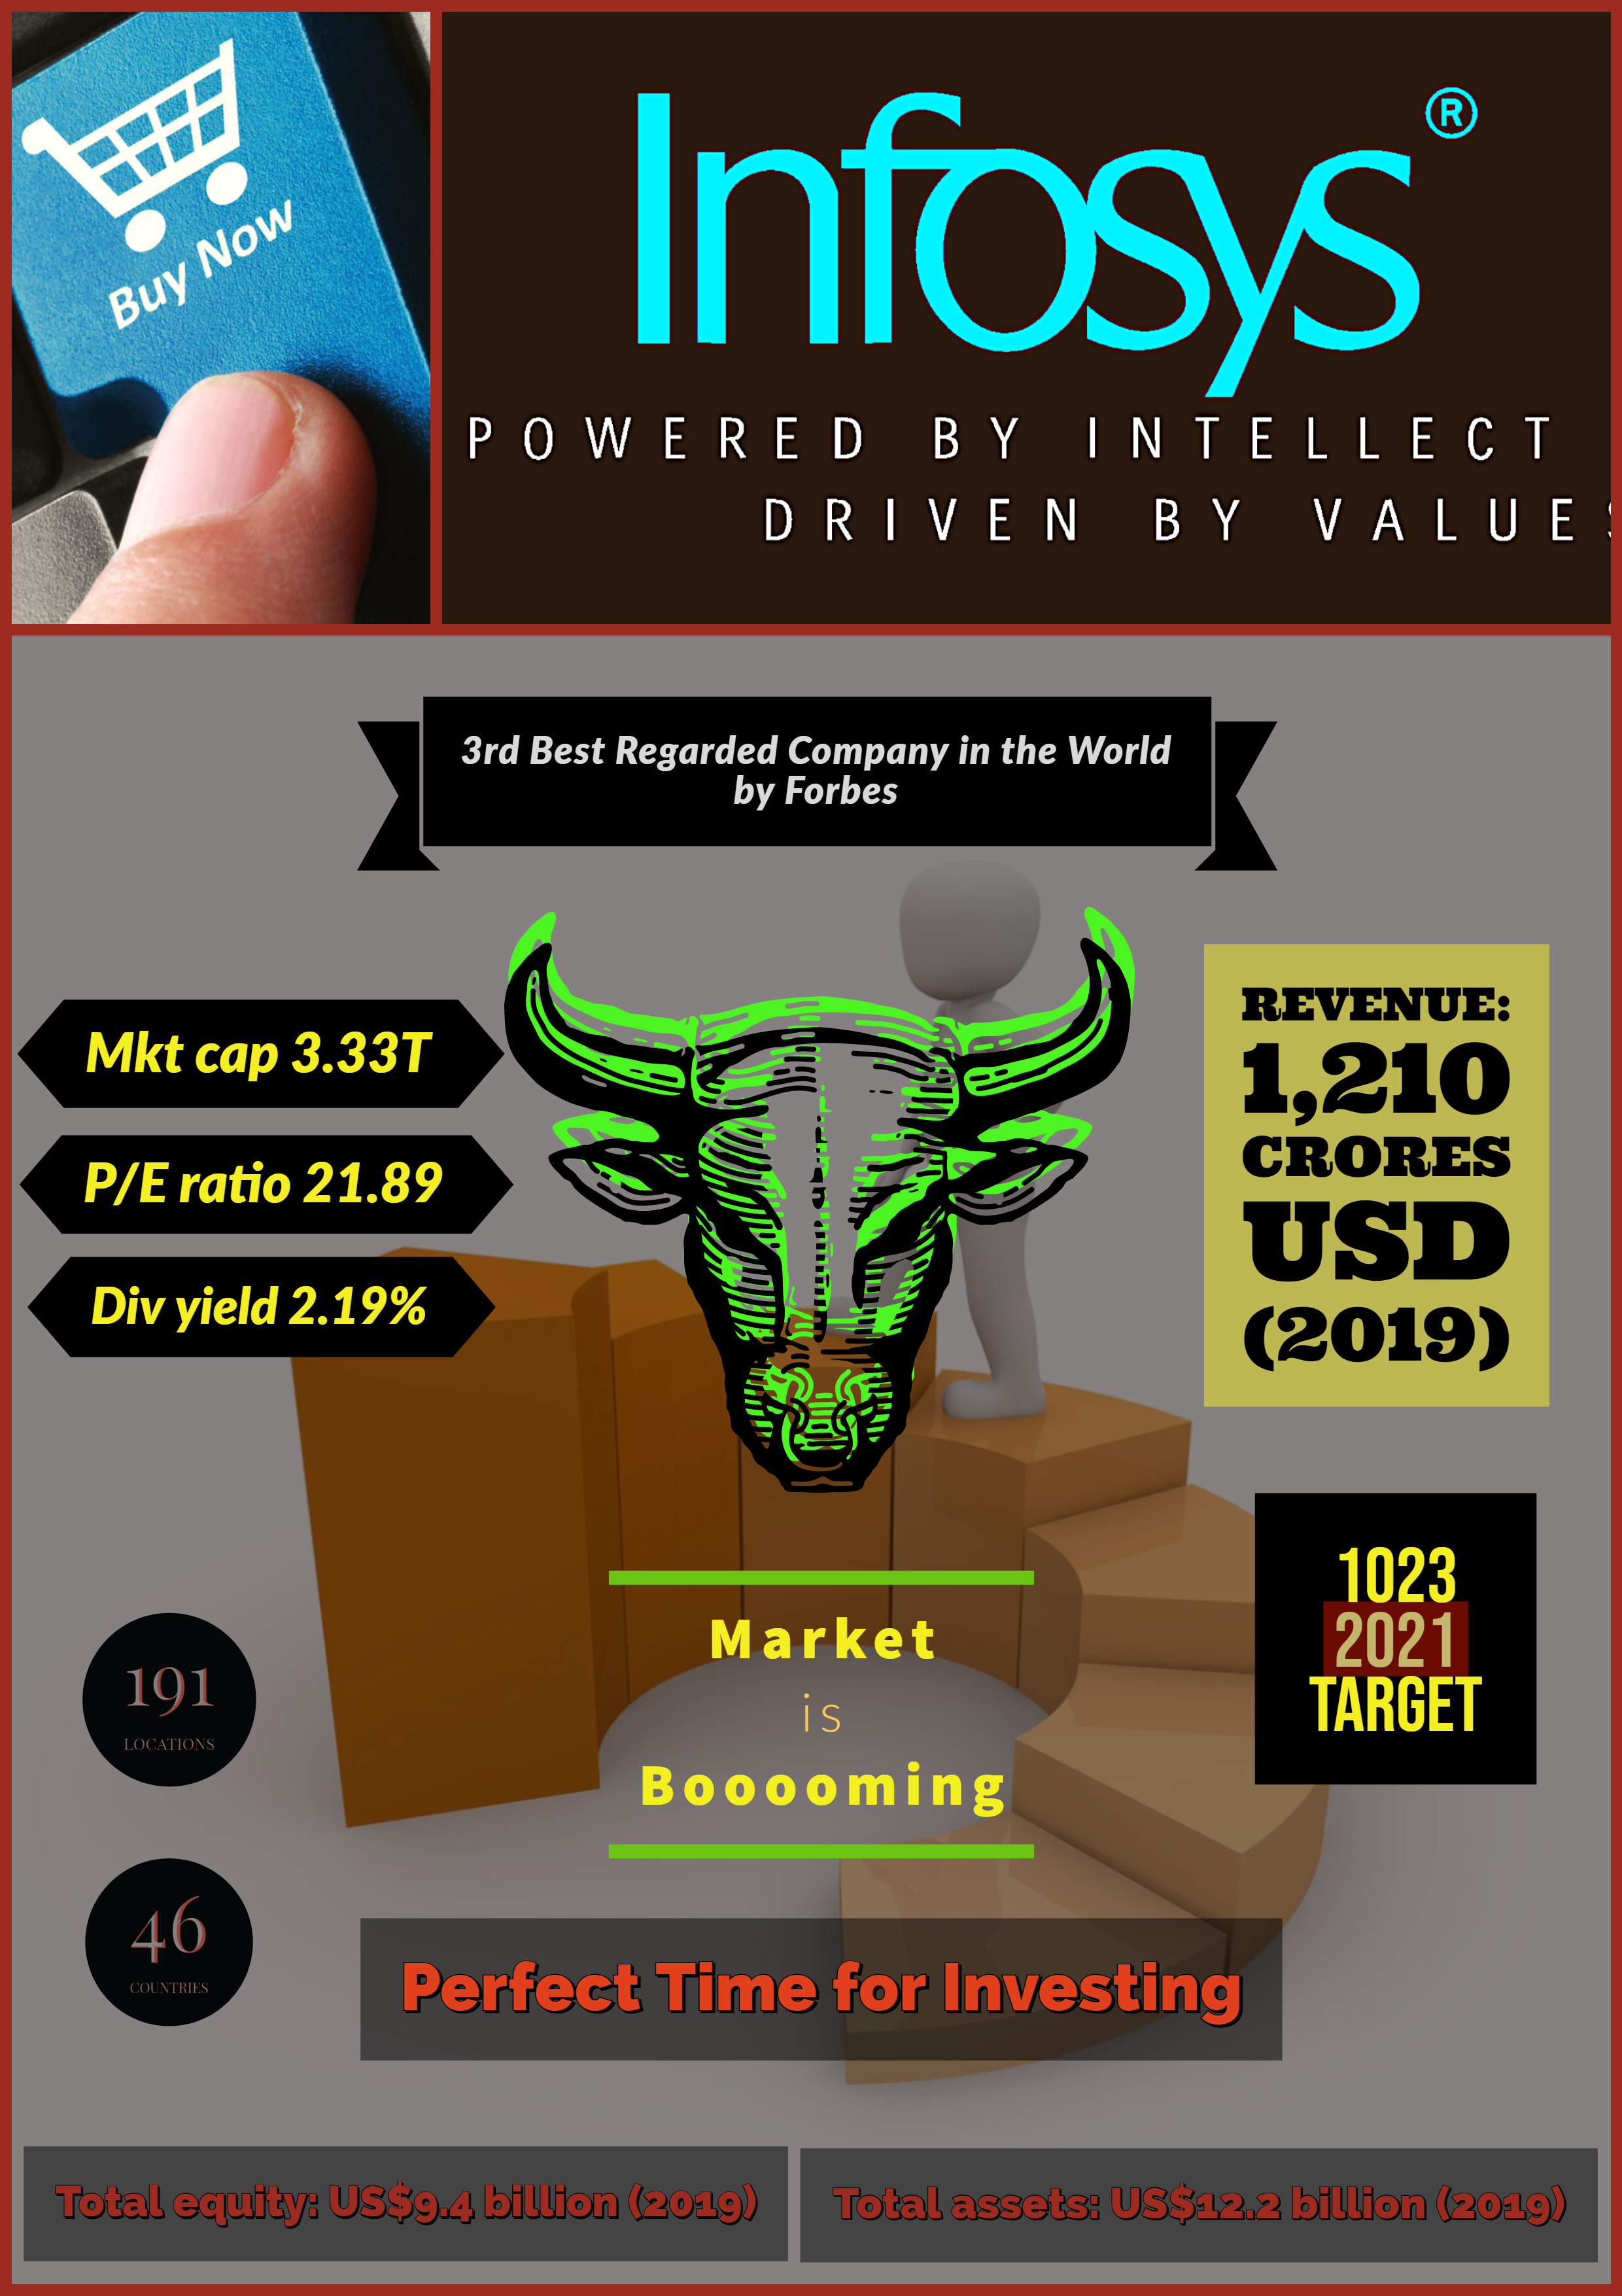 Buy Now
Infosys®
POWERED BY INTELLECT
DRIVEN BY VALUES
3rd Best Regarded Company in the World
by Forbes
Mkt cap 3.33T
P/E ratio 21.89
Div yield 2.19%
REVENUE:
1,210
CRORES
USD
(2019)
1023
2021
TARGET
191
LOCATIONS
46
COUNTRIES
Market
is
Booooming
Perfect Time for Investing
Total equity: US$9.4 billion (2019)
Total assets: US$12.2 billion (2019)